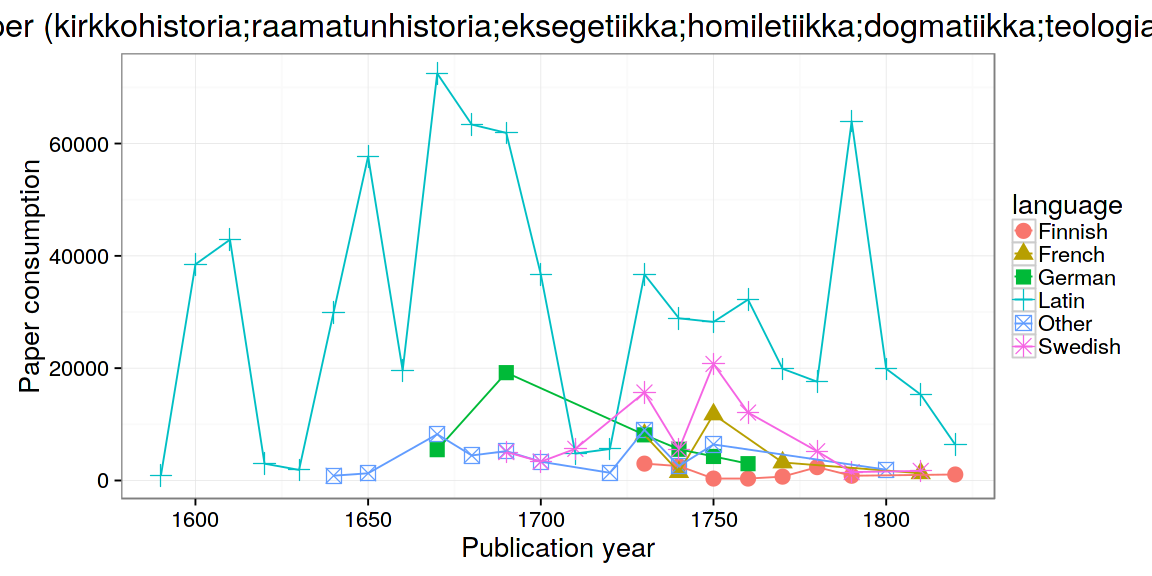 per (kirkkohistoria;raamatunhistoria;eksegetiikka;homiletiikka;dogmatiikka;teologia
60000
40000
20000
0
Paper consumption
1600
1650
1700
1750
1800
Publication year
language
Finnish
French
German
Latin
Other
Swedish